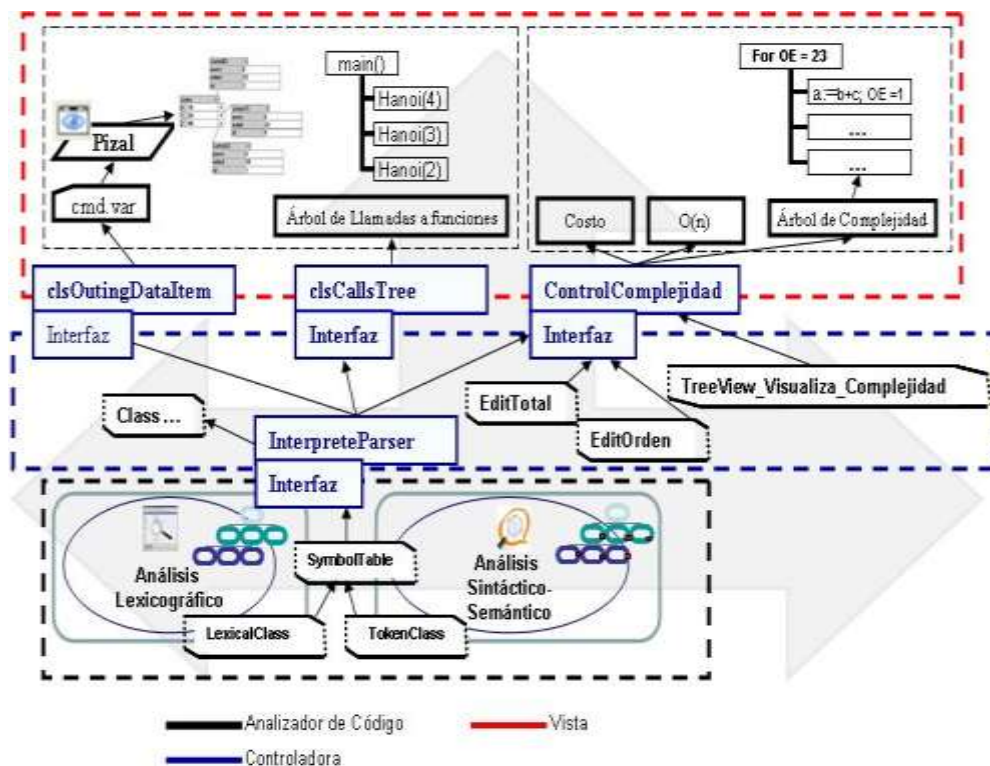 main()
Hanoi(4)
Hanoi(3)
Hanoi(2)
For OE = 23
a:=b+c; OE =1
...
...
Pizal
cmd.var
Árbol de Llamadas a funciones
Costo
O(n)
Árbol de Complejidad
clsOutingDataItem
Interfaz
clsCallsTree
Interfaz
ControlComplejidad
Interfaz
Class ...
InterpreteParser
Interfaz
EditTotal
EditOrden
TreeView_Visualiza_Complejidad
Análisis
Lexicográfico
SymbolTable
Análisis
Sintáctico-
Semántico
LexicalClass
TokenClass
Analizador de Código
Vista
Controladora